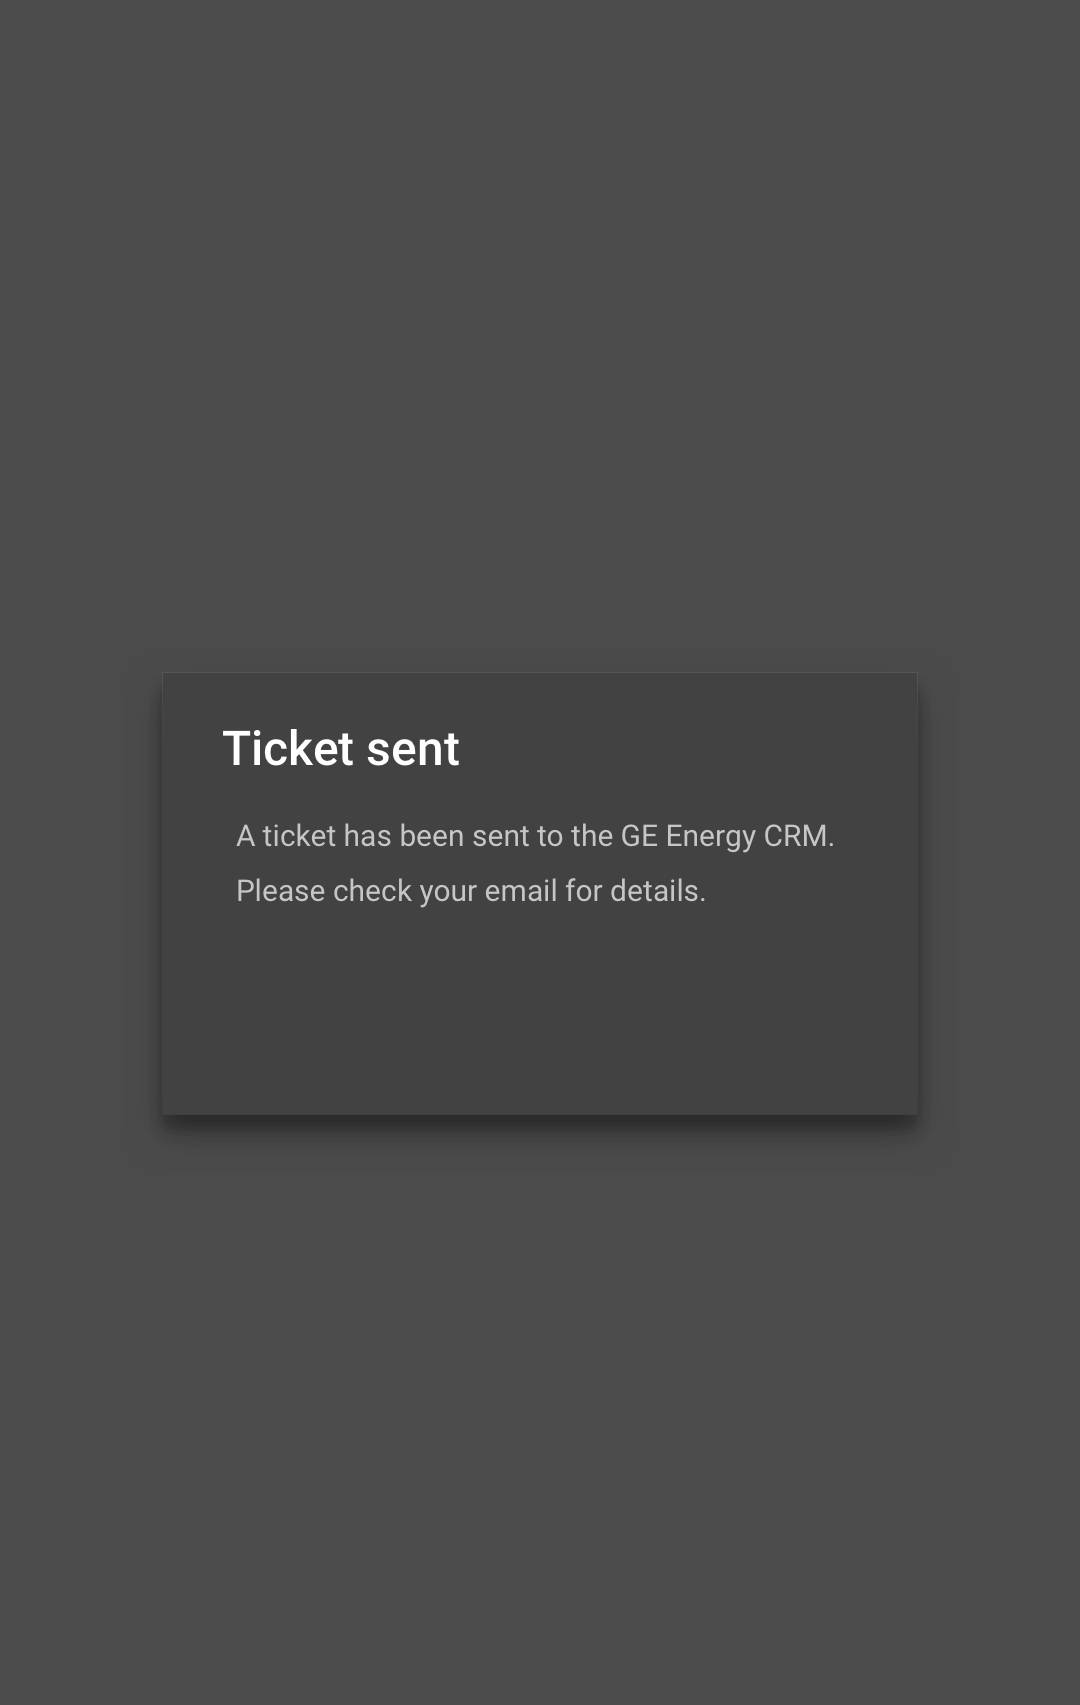 Ticket sent
A ticket has been sent to the GE Energy CRM.
Please check your email for details.